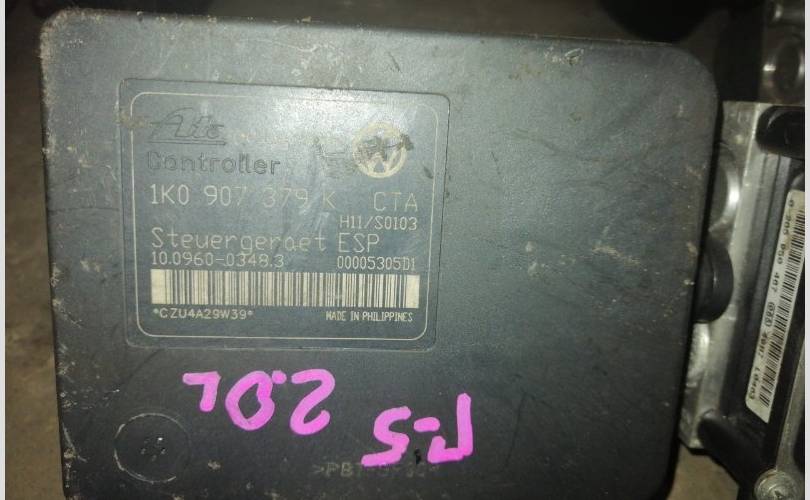 Ate
Controller
1K0 907 379 K CTA
H11/S0103
Steuergeraet ESP
10.0960-0348.3 00005305D1
*CZU4A29W39* MADE IN PHILIPPINES
2.0L